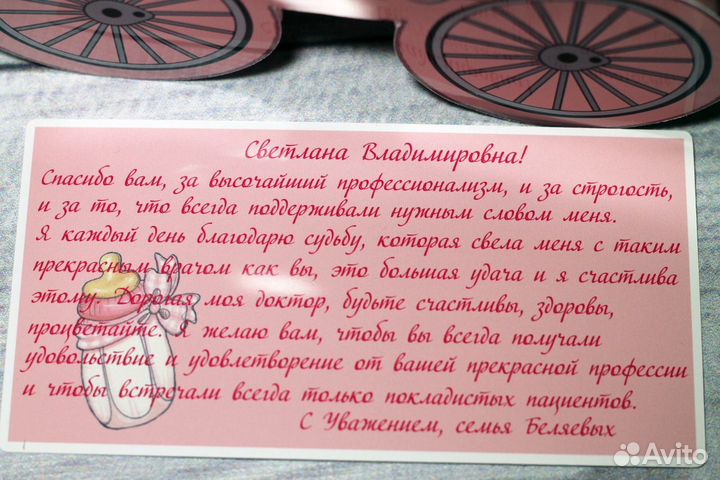 Светлана Владимировна!
Спасибо вам, за высочайший профессионализм, и за строгость,
и за то, что всегда поддерживали нужным словом меня.
Я каждый день благодарю судьбу, которая свела меня с таким
прекрасным врачом как вы, это большая удача и я счастлива
этому. Дорогая моя доктор, будьте счастливы, здоровы,
процветайте. Я желаю вам, чтобы вы всегда получали
удовольствие и удовлетворение от вашей прекрасной профессии
и чтобы встречали всегда только покладистых пациентов.
С Уважением, семья Беляевых
Avito